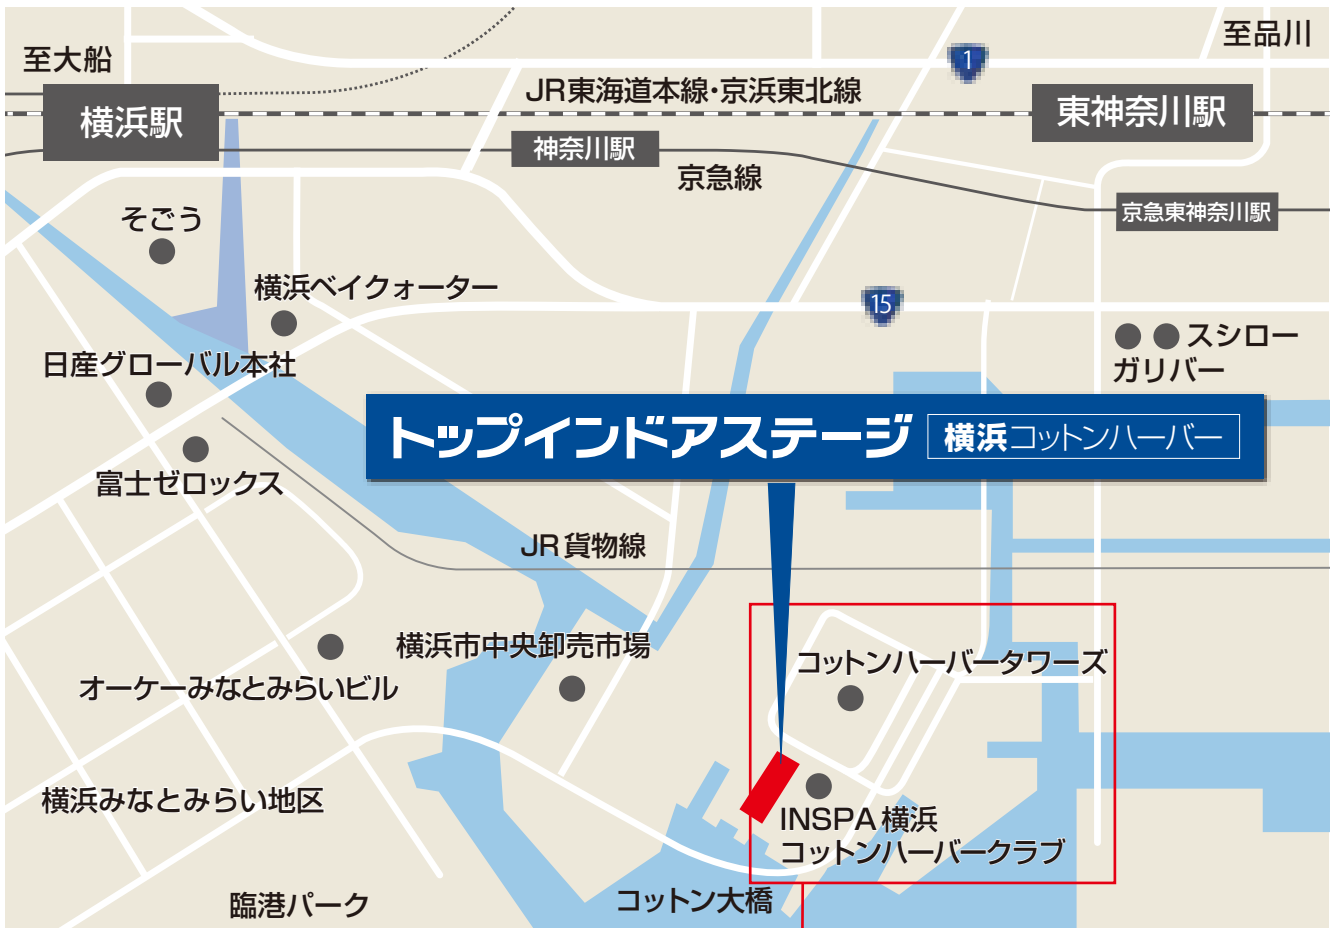 至品川
至大船
1
JR東海道本線・京浜東北線
横浜駅
東神奈川駅
神奈川駅
京急線
京急東神奈川駅
そごう
横浜ベイクォーター
15
スシロー
ガリバー
日産グローバル本社
トップインドアステージ 横浜コットンハーバー
富士ゼロックス
JR貨物線
横浜市中央卸売市場
コットンハーバータワーズ
オーケーみなとみらいビル
横浜みなとみらい地区
INSPA 横浜
コットンハーバークラブ
臨港パーク
コットン大橋